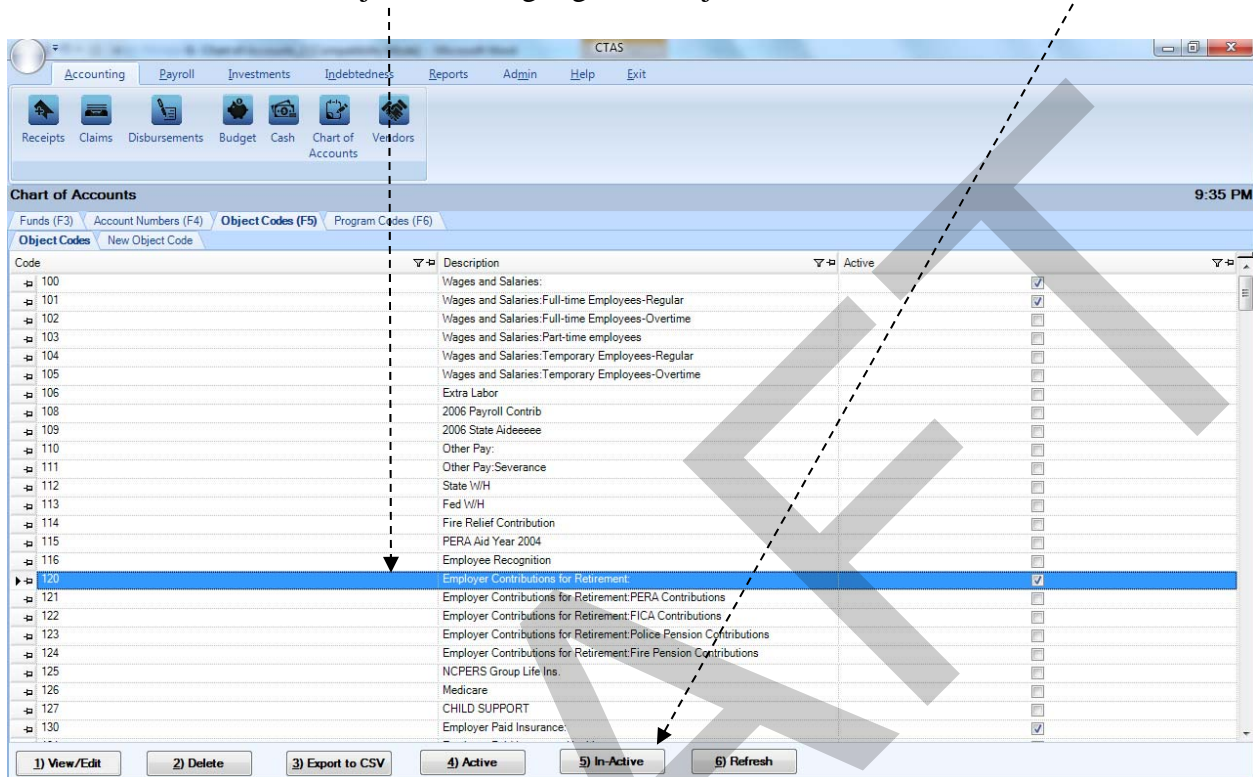 CTAS
Accounting Payroll Investments Indebtedness Reports Admin Help Exit
Receipts Claims Disbursements Budget Cash Chart of Accounts Vendors
Chart of Accounts 9:35 PM
Funds (F3) Account Numbers (F4) Object Codes (F5) Program Codes (F6)
Object Codes New Object Code
Code Description Active
100 Wages and Salaries:
101 Wages and Salaries:Full-time Employees-Regular
102 Wages and Salaries:Full-time Employees-Overtime
103 Wages and Salaries:Part-time employees
104 Wages and Salaries:Temporary Employees-Regular
105 Wages and Salaries:Temporary Employees-Overtime
106 Extra Labor
108 2006 Payroll Contrib
109 2006 State Aideeeee
110 Other Pay:
111 Other Pay:Severance
112 State W/H
113 Fed W/H
114 Fire Relief Contribution
115 PERA Aid Year 2004
116 Employee Recognition
120 Employer Contributions for Retirement:
121 Employer Contributions for Retirement:PERA Contributions
122 Employer Contributions for Retirement:FICA Contributions
123 Employer Contributions for Retirement:Police Pension Contributions
124 Employer Contributions for Retirement:Fire Pension Contributions
125 NCPERS Group Life Ins.
126 Medicare
127 CHILD SUPPORT
130 Employer Paid Insurance:
1) View/Edit 2) Delete 3) Export to CSV 4) Active 5) In-Active 6) Refresh